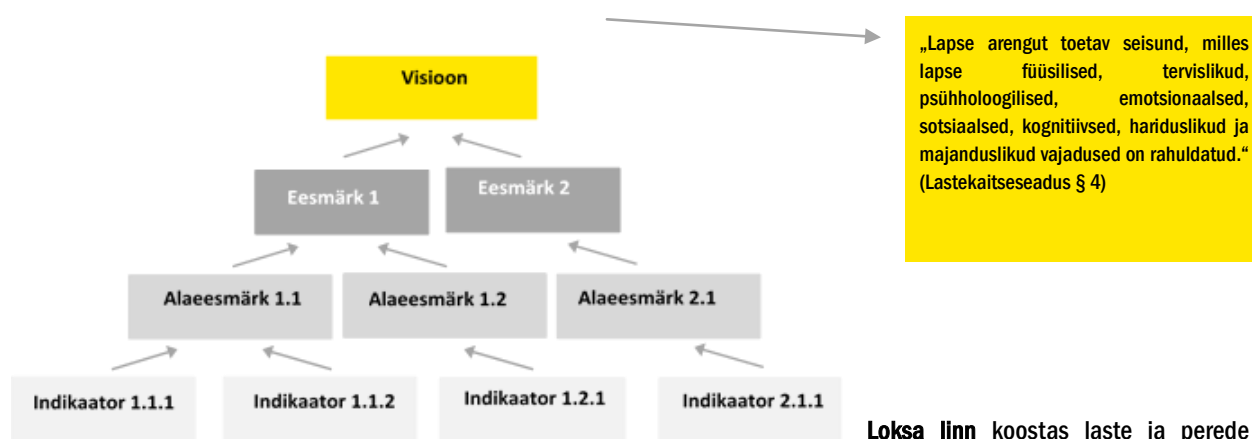 Visioon
Eesmärk 1
Eesmärk 2
Alaeesmärk 1.1
Alaeesmärk 1.2
Alaeesmärk 2.1
Indikaator 1.1.1
Indikaator 1.1.2
Indikaator 1.2.1
Indikaator 2.1.1
„Lapse arengut toetav seisund, milles
lapse füüsilised, tervislikud,
psühholoogilised, emotsionaalsed,
sotsiaalsed, kognitiivsed, hariduslikud ja
majanduslikud vajadused on rahuldatud.“
(Lastekaitseseadus § 4)
Loksa linn koostas laste ja perede